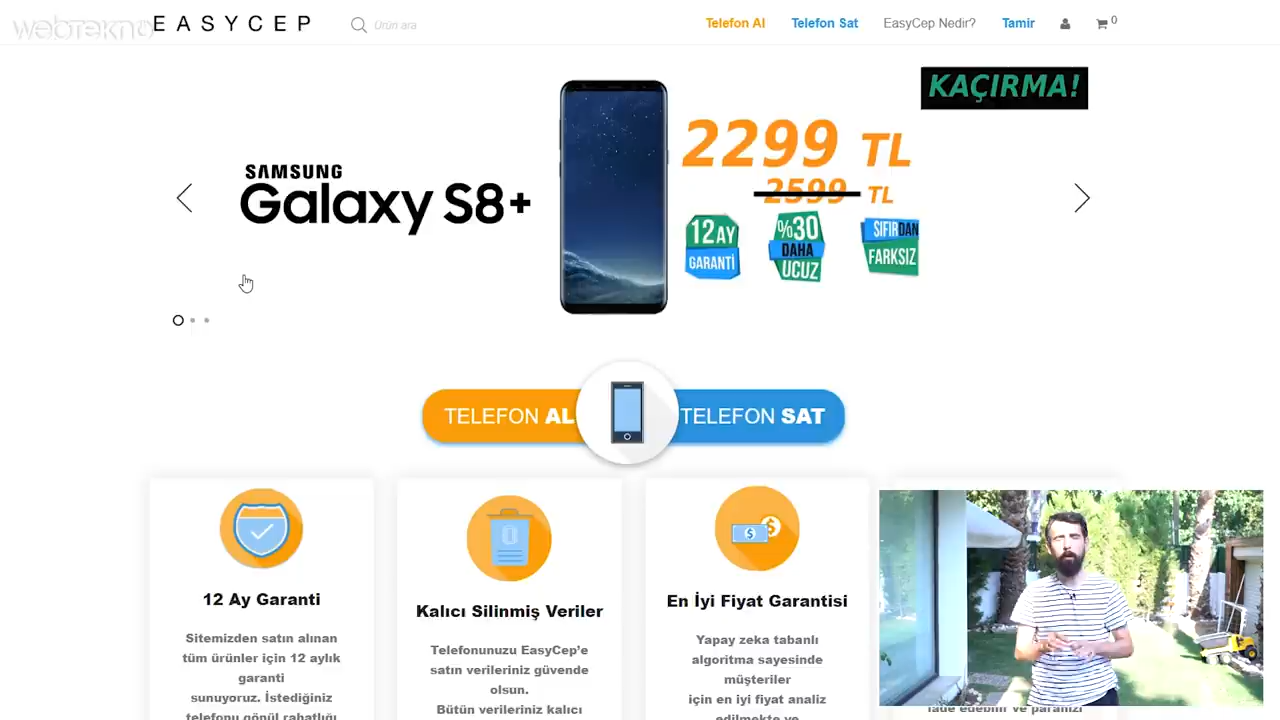 webtekno
EASYCEP
Ürün ara
Telefon Al
Telefon Sat
EasyCep Nedir?
Tamir
0
KAÇIRMA!
SAMSUNG
Galaxy S8+
2299 TL
2599 TL
12 AY
GARANTİ
%30
DAHA
UCUZ
SIFIRDAN
FARKSIZ
TELEFON AL
TELEFON SAT
12 Ay Garanti
Sitemizden satın alınan
tüm ürünler için 12 aylık
garanti
sunuyoruz. İstediğiniz
telefonu gönül rahatlığı
Kalıcı Silinmiş Veriler
Telefonunuzu EasyCep’e
satın verileriniz güvende
olsun.
Bütün verileriniz kalıcı
En İyi Fiyat Garantisi
Yapay zeka tabanlı
algoritma sayesinde
müşteriler
için en iyi fiyat analiz
edilmekte ve
iade edebilir ve paranızı